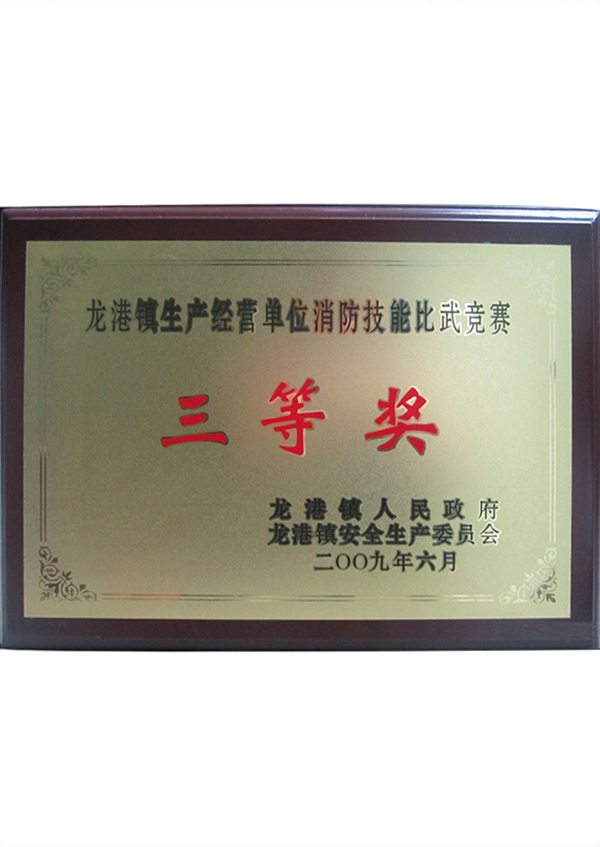 龙港镇生产经营单位消防技能比武竞赛
三等奖
龙港镇人民政府
龙港镇安全生产委员会
二〇〇九年六月